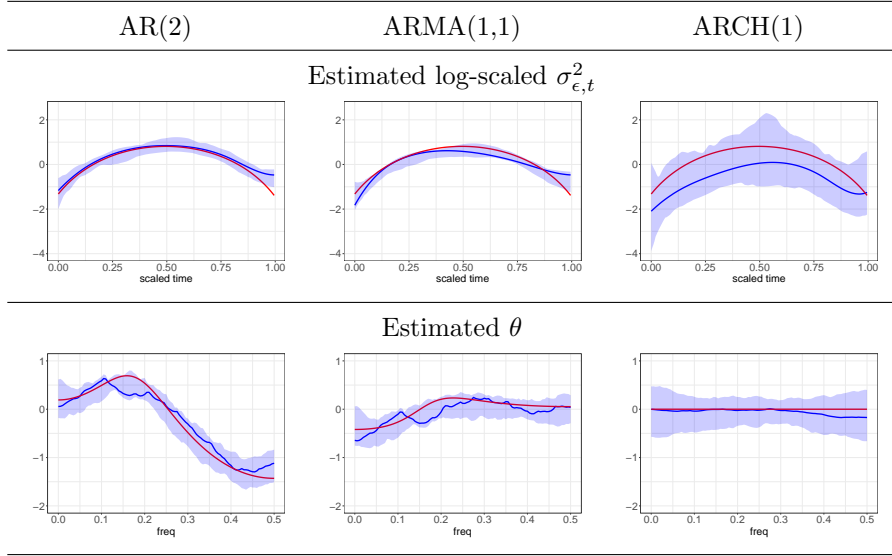 AR(2) ARMA(1,1) ARCH(1)
Estimated log-scaled σ²_{ϵ,t}
2 2 2
0 0 0
−2 −2 −2
−4 −4 −4
0.00 0.25 0.50 0.75 1.00 0.00 0.25 0.50 0.75 1.00 0.00 0.25 0.50 0.75 1.00
scaled time scaled time scaled time
Estimated θ
1 1 1
0 0 0
−1 −1 −1
−2 −2 −2
0.0 0.1 0.2 0.3 0.4 0.5 0.0 0.1 0.2 0.3 0.4 0.5 0.0 0.1 0.2 0.3 0.4 0.5
freq freq freq